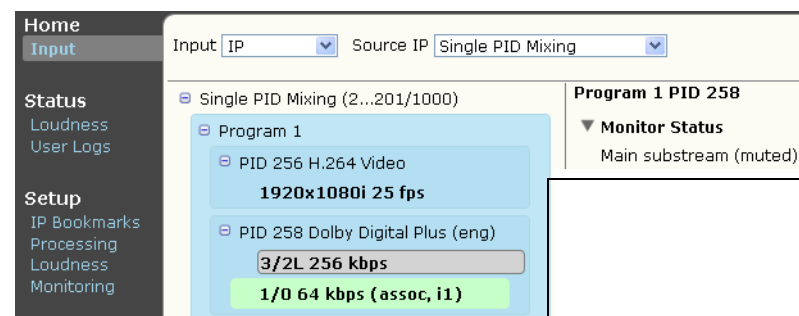 Home
Input
Status
Loudness
User Logs
Setup
IP Bookmarks
Processing
Loudness
Monitoring
Input IP Source IP Single PID Mixing
Single PID Mixing (2...201/1000)
Program 1
PID 256 H.264 Video
1920x1080i 25 fps
PID 258 Dolby Digital Plus (eng)
3/2L 256 kbps
1/0 64 kbps (assoc, i1)
Program 1 PID 258
Monitor Status
Main substream (muted)